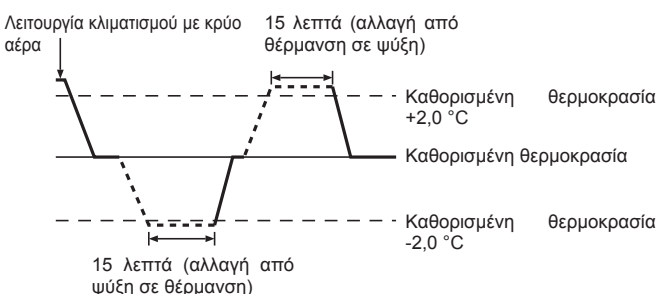 Λειτουργία κλιματισμού με κρύο
αέρα
15 λεπτά (αλλαγή από
θέρμανση σε ψύξη)
Καθορισμένη θερμοκρασία
+2,0 °C
Καθορισμένη θερμοκρασία
Καθορισμένη θερμοκρασία
-2,0 °C
15 λεπτά (αλλαγή από
ψύξη σε θέρμανση)